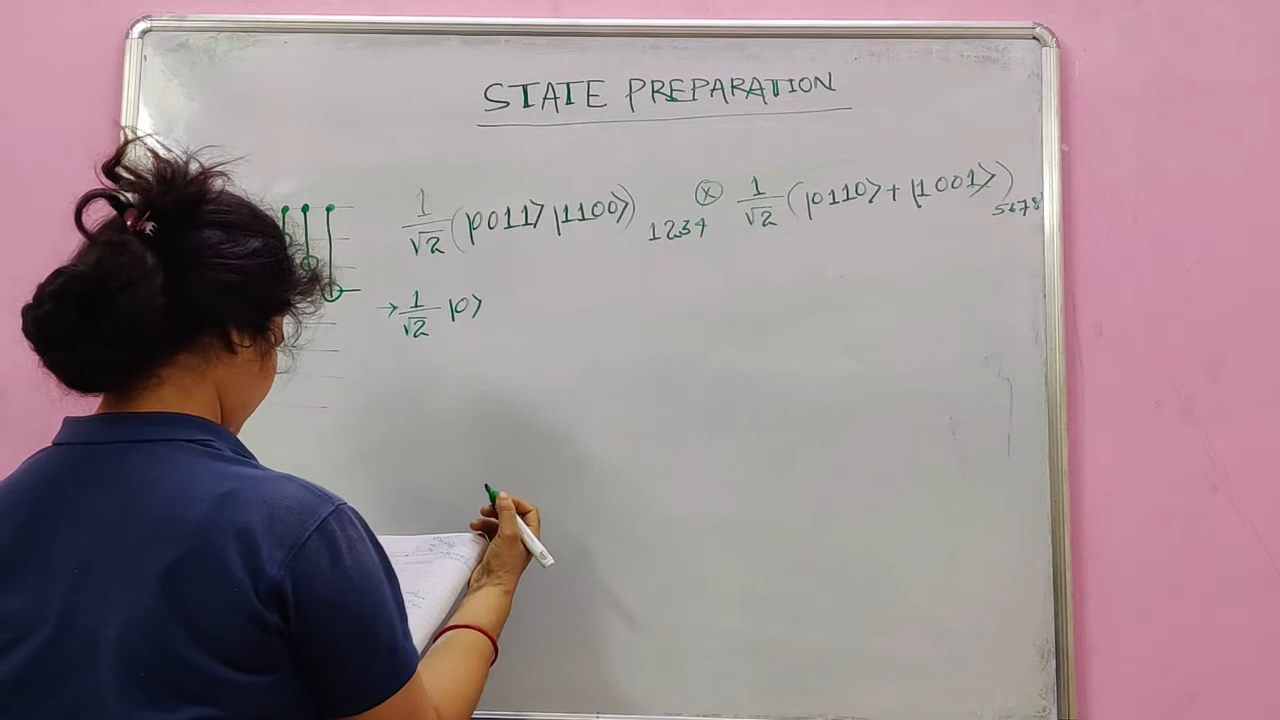 STATE PREPARATION
1/√2 (|0011⟩ |1100⟩)₁₂₃₄ ⊗ 1/√2 (|0110⟩ + |1001⟩)₅₆₇₈
→ 1/√2 |0⟩